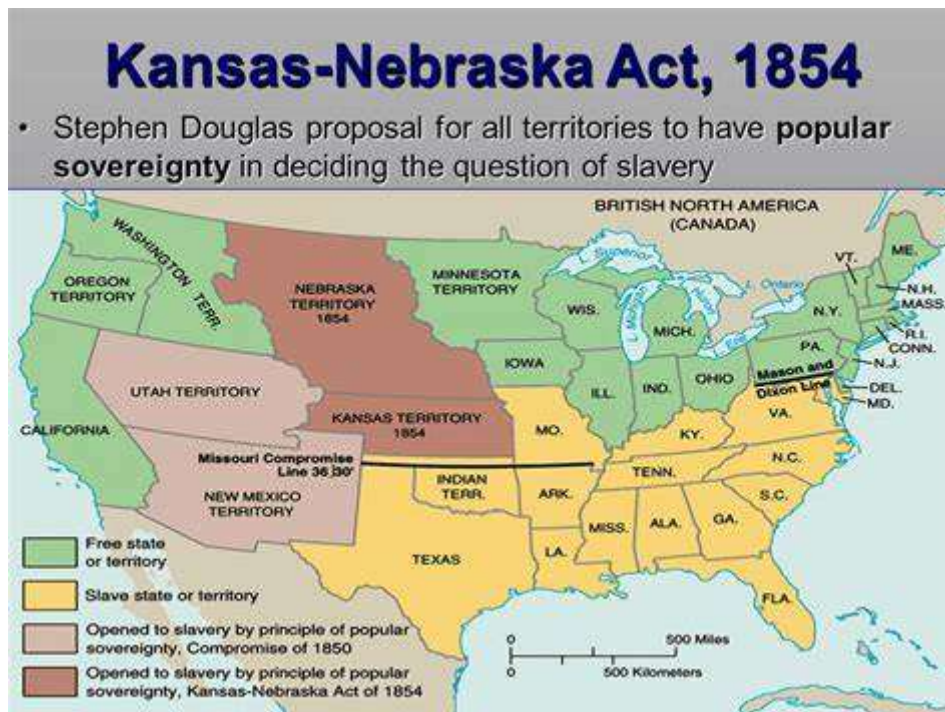 Kansas-Nebraska Act, 1854
• Stephen Douglas proposal for all territories to have popular
sovereignty in deciding the question of slavery
BRITISH NORTH AMERICA
(CANADA)
WASHINGTON TERR.
OREGON
TERRITORY
NEBRASKA
TERRITORY
1854
MINNESOTA
TERRITORY
L. Superior
L. Michigan
L. Huron
L. Ontario
L. Erie
VT.
ME.
N.H.
MASS.
R.I.
CONN.
N.Y.
WIS.
MICH.
PA.
N.J.
IOWA
ILL.
IND.
OHIO
Mason and
Dixon Line
DEL.
MD.
UTAH TERRITORY
CALIFORNIA
KANSAS TERRITORY
1854
MO.
KY.
VA.
Missouri Compromise
Line 36°30'
NEW MEXICO
TERRITORY
INDIAN
TERR.
ARK.
TENN.
N.C.
S.C.
MISS.
ALA.
GA.
TEXAS
LA.
FLA.
Free state
or territory
Slave state or territory
Opened to slavery by principle of popular
sovereignty, Compromise of 1850
Opened to slavery by principle of popular
sovereignty, Kansas-Nebraska Act of 1854
0 500 Miles
0 500 Kilometers